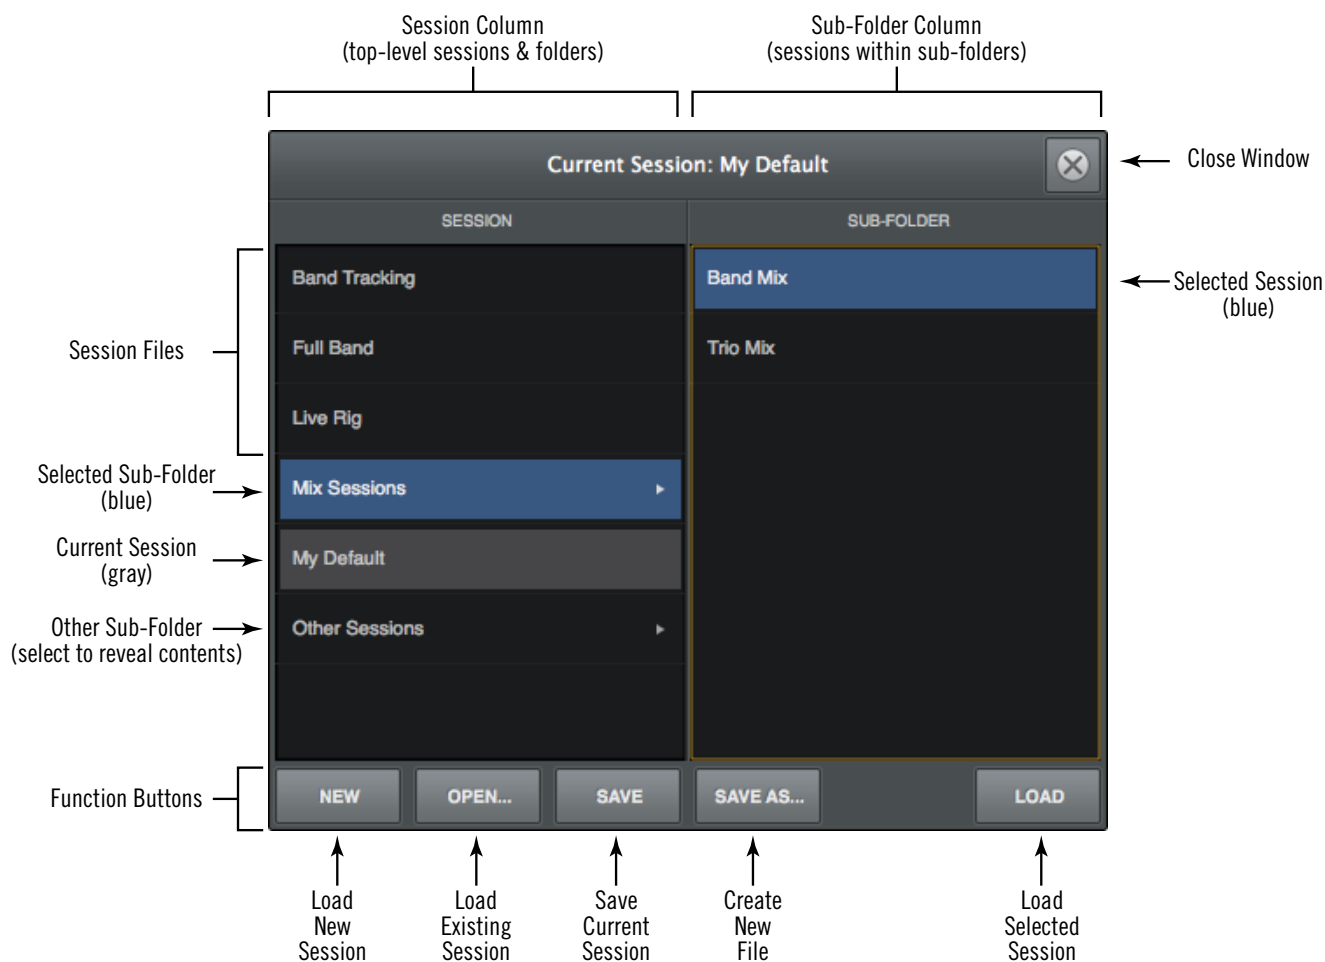 Session Column
(top-level sessions & folders)
Sub-Folder Column
(sessions within sub-folders)
Current Session: My Default
Close Window
SESSION
SUB-FOLDER
Session Files
Band Tracking
Full Band
Live Rig
Band Mix
Trio Mix
Selected Session
(blue)
Selected Sub-Folder
(blue)
Mix Sessions
Current Session
(gray)
My Default
Other Sub-Folder
(select to reveal contents)
Other Sessions
Function Buttons
NEW
OPEN...
SAVE
SAVE AS...
LOAD
Load
New
Session
Load
Existing
Session
Save
Current
Session
Create
New
File
Load
Selected
Session